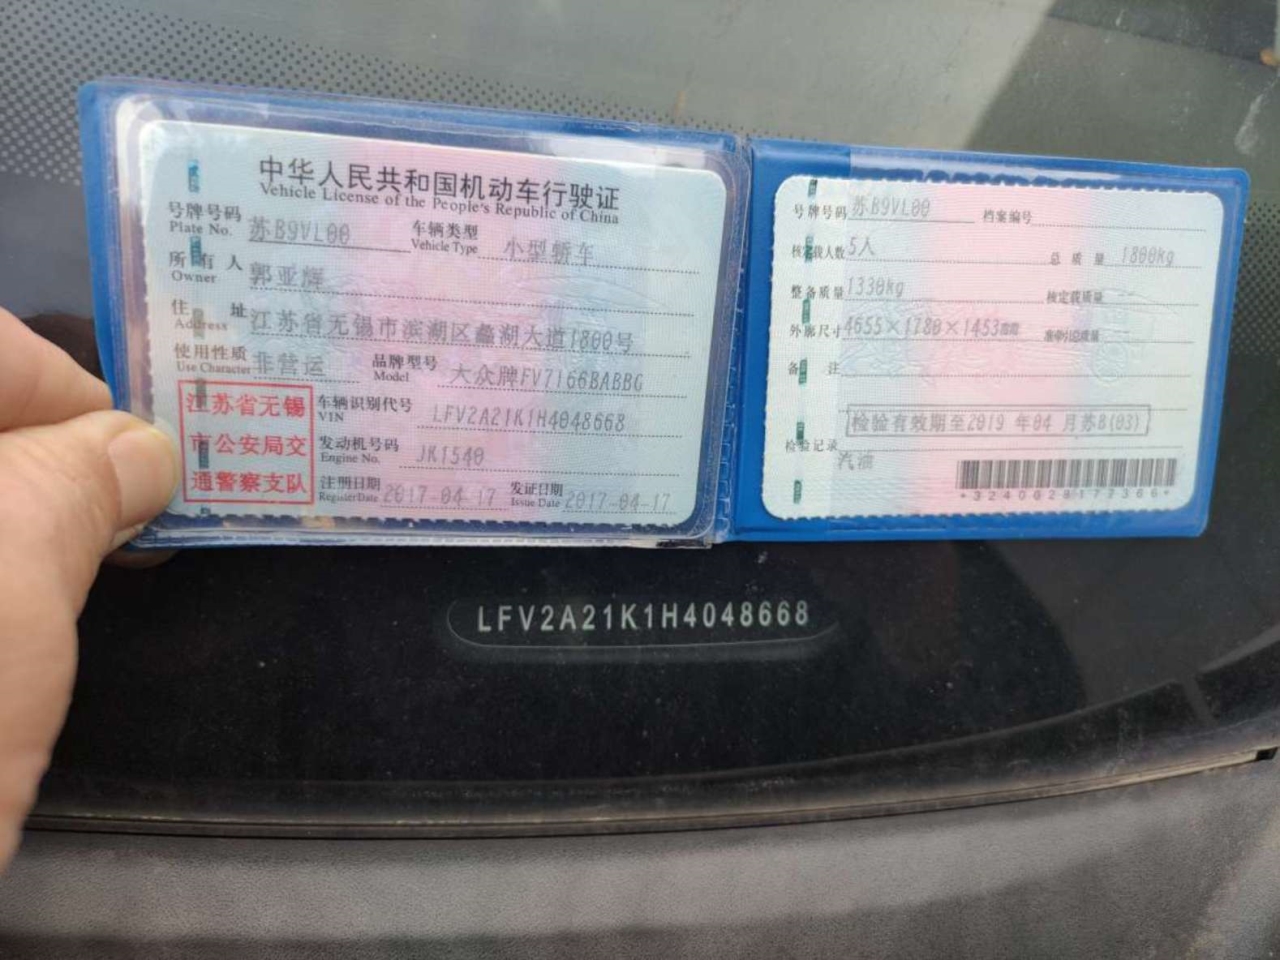 中华人民共和国机动车行驶证
Vehicle License of the People's Republic of China
号牌号码 苏B9VL00 车辆类型 小型轿车
Plate No. Vehicle Type
所有人 郭亚辉
Owner
住址 江苏省无锡市滨湖区蠡湖大道1800号
Address
使用性质 非营运 品牌型号 大众牌FV7166BABBG
Use Character Model
江苏省无锡
市公安局交
通警察支队
车辆识别代号 LFV2A21K1H4048668
VIN
发动机号码 JK1540
Engine No.
注册日期 2017-04-17 发证日期 2017-04-17
Register Date Issue Date
号牌号码 苏B9VL00 档案编号
核定载人数 5人 总质量 1800kg
整备质量 1330kg 核定载质量 --
外廓尺寸 4655×1780×1453 准牵引总质量
备注
检验有效期至2019年04月苏B(03)
检验记录
汽油
LFV2A21K1H4048668